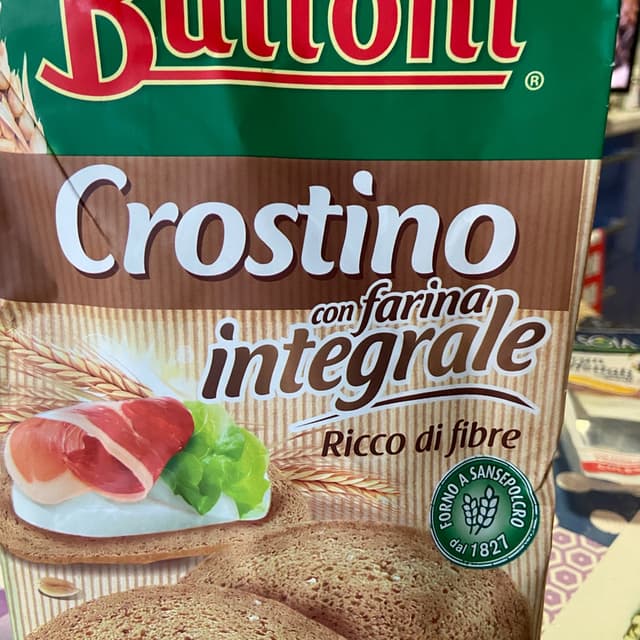 Buitoni
®
Crostino
con farina
integrale
Ricco di fibre
FORNO A SANSEPOLCRO
dal 1827